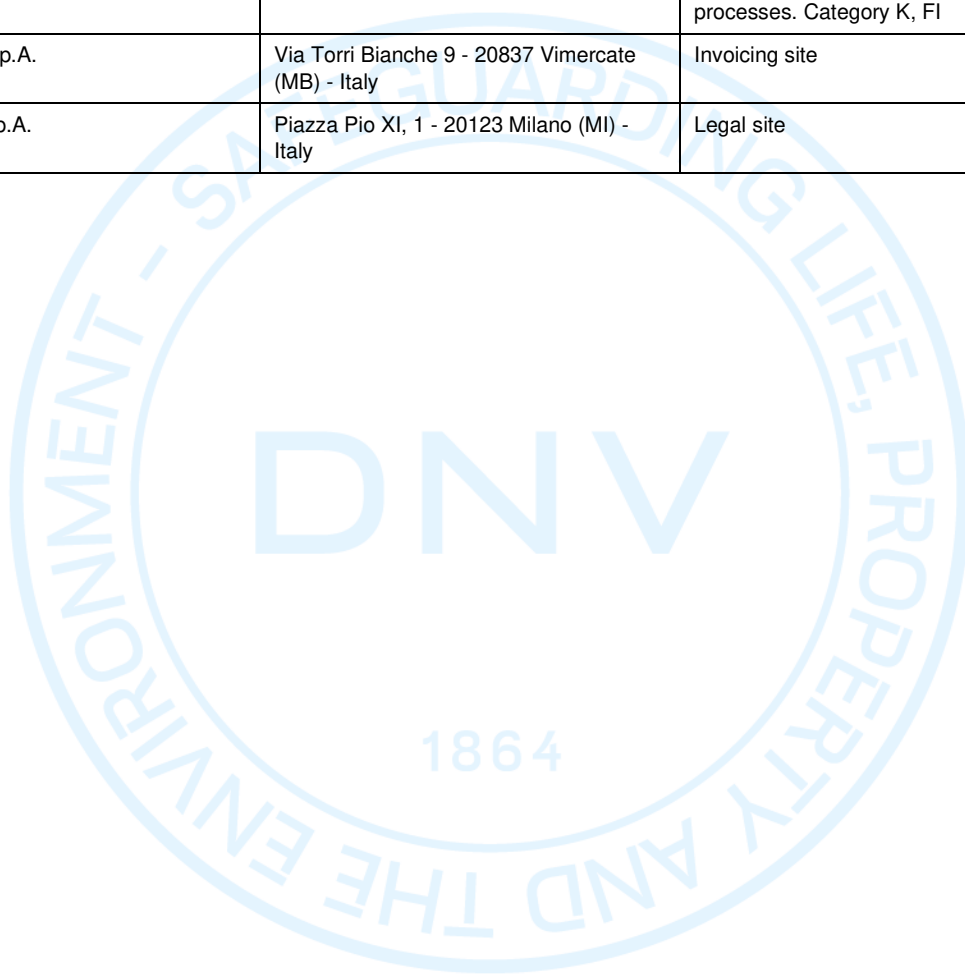 processes. Category K, FI
p.A.
Via Torri Bianche 9 - 20837 Vimercate
(MB) - Italy
Invoicing site
p.A.
Piazza Pio XI, 1 - 20123 Milano (MI) -
Italy
Legal site
SAFEGUARDING LIFE, PROPERTY AND THE ENVIRONMENT -
DNV
1864